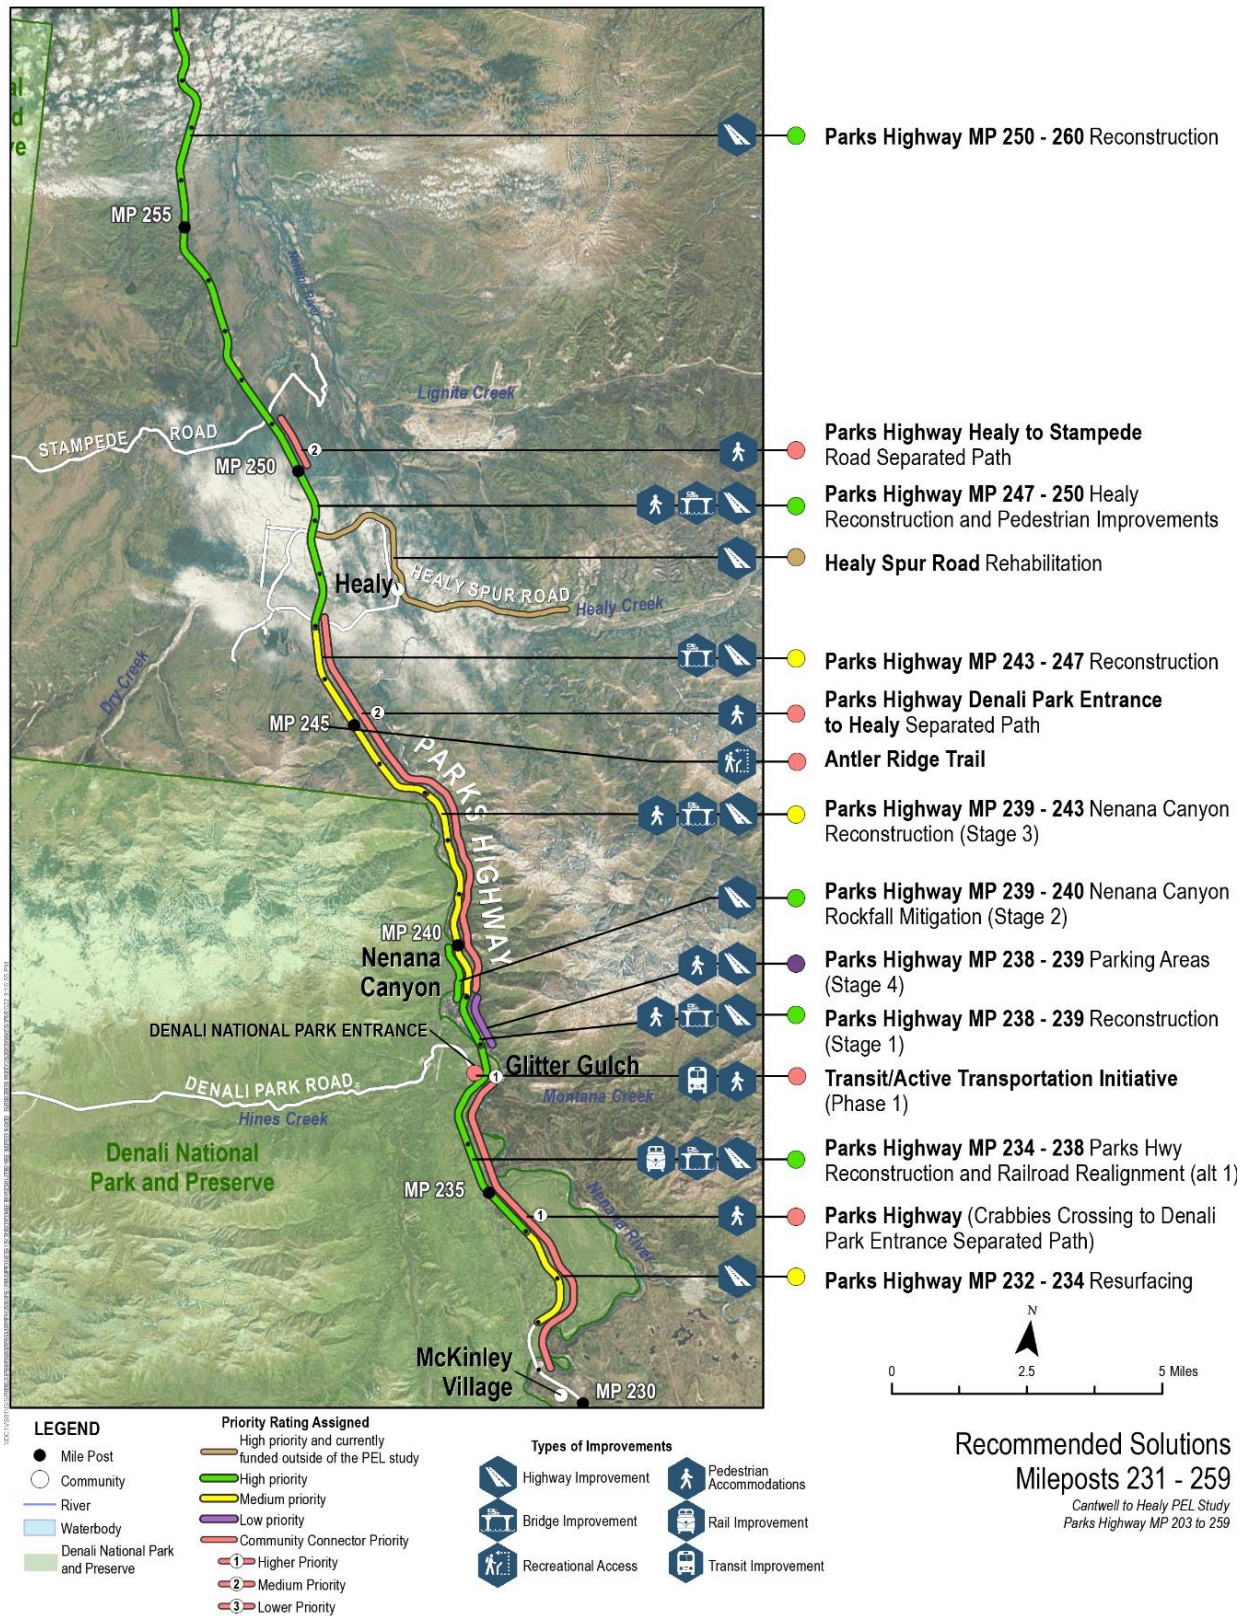 al
d
ve
MP 255
Nenana River
Lignite Creek
STAMPEDE ROAD
2
MP 250
Healy
HEALY SPUR ROAD
Healy Creek
Dry Creek
MP 245
2
PARKS HIGHWAY
MP 240
Nenana
Canyon
DENALI NATIONAL PARK ENTRANCE
Glitter Gulch
1
DENALI PARK ROAD
Montana Creek
Hines Creek
Denali National
Park and Preserve
MP 235
1
Nenana River
McKinley
Village
MP 230
Parks Highway MP 250 - 260 Reconstruction
Parks Highway Healy to Stampede
Road Separated Path
Parks Highway MP 247 - 250 Healy
Reconstruction and Pedestrian Improvements
Healy Spur Road Rehabilitation
Parks Highway MP 243 - 247 Reconstruction
Parks Highway Denali Park Entrance
to Healy Separated Path
Antler Ridge Trail
Parks Highway MP 239 - 243 Nenana Canyon
Reconstruction (Stage 3)
Parks Highway MP 239 - 240 Nenana Canyon
Rockfall Mitigation (Stage 2)
Parks Highway MP 238 - 239 Parking Areas
(Stage 4)
Parks Highway MP 238 - 239 Reconstruction
(Stage 1)
Transit/Active Transportation Initiative
(Phase 1)
Parks Highway MP 234 - 238 Parks Hwy
Reconstruction and Railroad Realignment (alt 1)
Parks Highway (Crabbies Crossing to Denali
Park Entrance Separated Path)
Parks Highway MP 232 - 234 Resurfacing
N
0 2.5 5 Miles
LEGEND
Mile Post
Community
River
Waterbody
Denali National Park
and Preserve
Priority Rating Assigned
High priority and currently
funded outside of the PEL study
High priority
Medium priority
Low priority
Community Connector Priority
1 Higher Priority
2 Medium Priority
3 Lower Priority
Types of Improvements
Highway Improvement
Bridge Improvement
Recreational Access
Pedestrian
Accommodations
Rail Improvement
Transit Improvement
Recommended Solutions
Mileposts 231 - 259
Cantwell to Healy PEL Study
Parks Highway MP 203 to 259